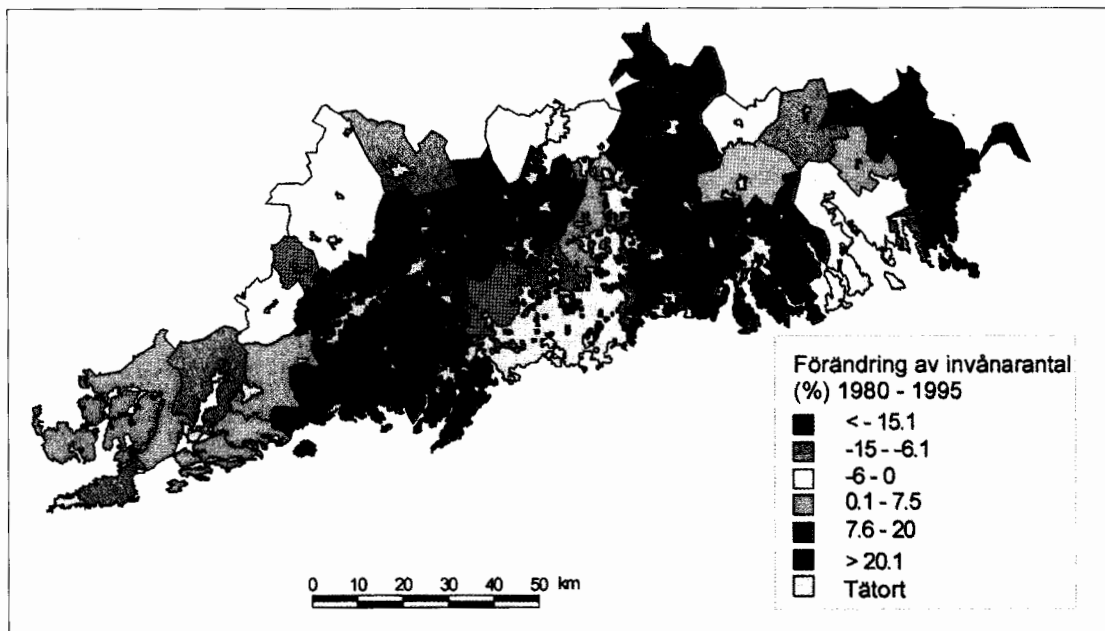 Förändring av invånarantal
(%) 1980 - 1995
< - 15.1
-15 - -6.1
-6 - 0
0.1 - 7.5
7.6 - 20
> 20.1
Tätort
0 10 20 30 40 50 km